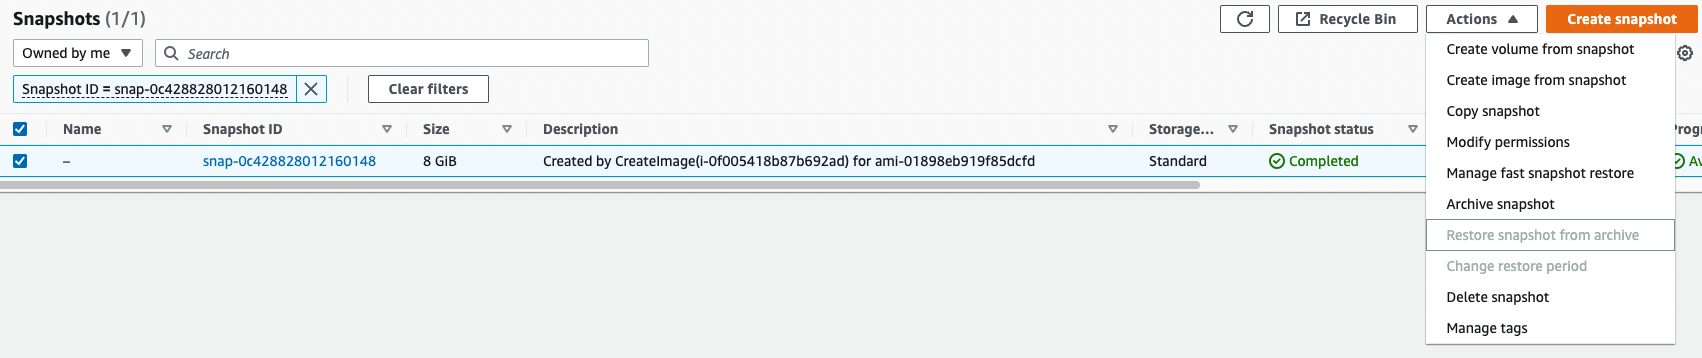 Snapshots (1/1)
Recycle Bin
Actions
Create snapshot
Owned by me
Search
Snapshot ID = snap-0c428828012160148
Clear filters
Name
Snapshot ID
Size
Description
Storage...
Snapshot status
–
snap-0c428828012160148
8 GiB
Created by CreateImage(i-0f005418b87b692ad) for ami-01898eb919f85dcfd
Standard
Completed
Create volume from snapshot
Create image from snapshot
Copy snapshot
Modify permissions
Manage fast snapshot restore
Archive snapshot
Restore snapshot from archive
Change restore period
Delete snapshot
Manage tags